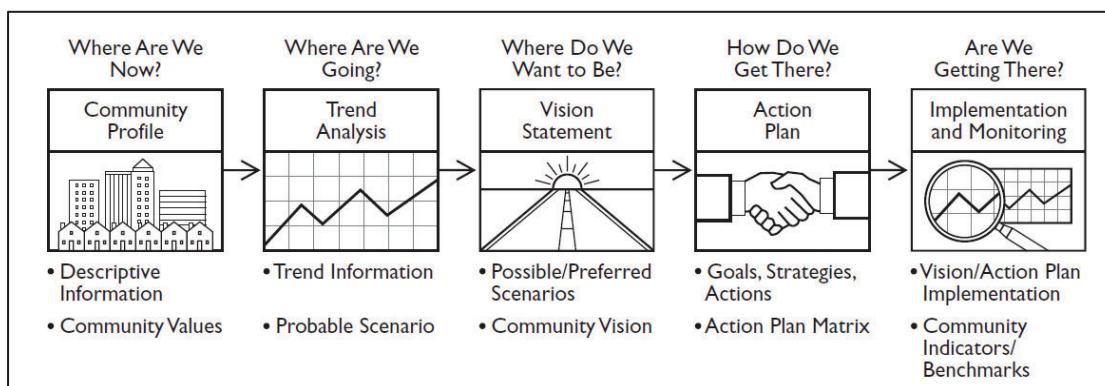 Where Are We
Now?
Community
Profile
• Descriptive
Information
• Community Values
Where Are We
Going?
Trend
Analysis
• Trend Information
• Probable Scenario
Where Do We
Want to Be?
Vision
Statement
• Possible/Preferred
Scenarios
• Community Vision
How Do We
Get There?
Action
Plan
• Goals, Strategies,
Actions
• Action Plan Matrix
Are We
Getting There?
Implementation
and Monitoring
• Vision/Action Plan
Implementation
• Community
Indicators/
Benchmarks